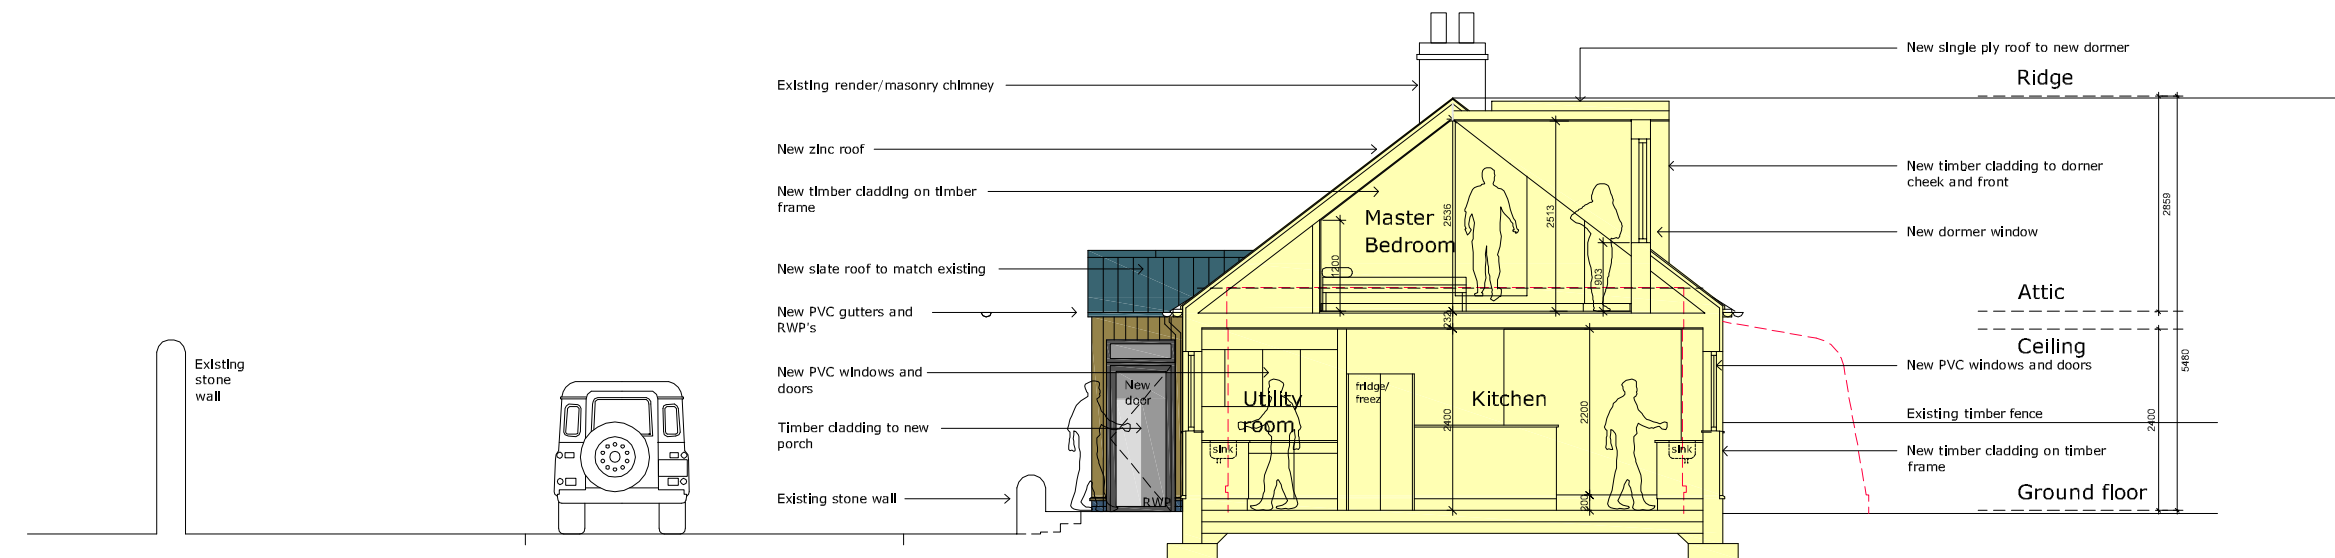 New single ply roof to new dormer
Ridge
Existing render/masonry chimney
New zinc roof
New timber cladding on timber
frame
New timber cladding to dorner
cheek and front
Master
Bedroom
2536
2513
2859
New dormer window
New slate roof to match existing
1200
903
Attic
New PVC gutters and
RWP's
232
Ceiling
Existing
stone
wall
New PVC windows and
doors
New
door
fridge/
freez
New PVC windows and doors
5480
Utility
room
Kitchen
2400
2200
2400
Existing timber fence
Timber cladding to new
porch
sink
sink
New timber cladding on timber
frame
Existing stone wall
RWP
200
Ground floor